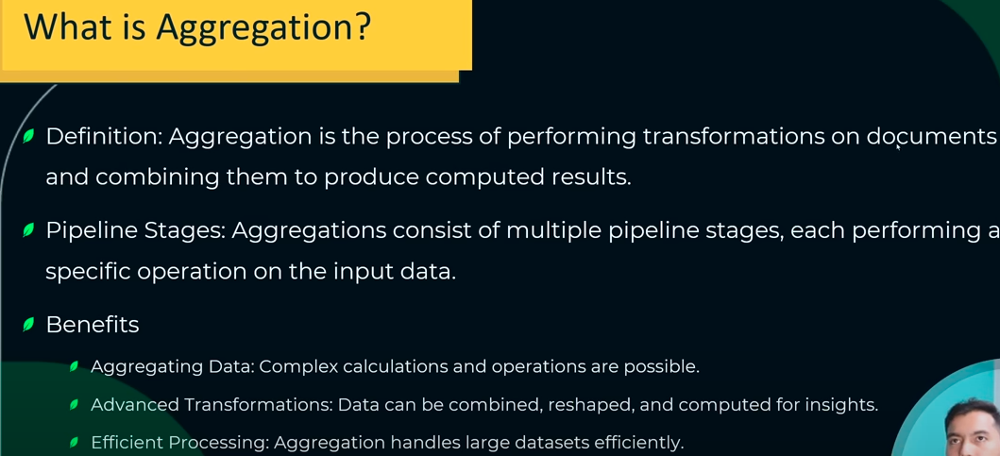 What is Aggregation?
Definition: Aggregation is the process of performing transformations on documents
and combining them to produce computed results.
Pipeline Stages: Aggregations consist of multiple pipeline stages, each performing a
specific operation on the input data.
Benefits
Aggregating Data: Complex calculations and operations are possible.
Advanced Transformations: Data can be combined, reshaped, and computed for insights.
Efficient Processing: Aggregation handles large datasets efficiently.